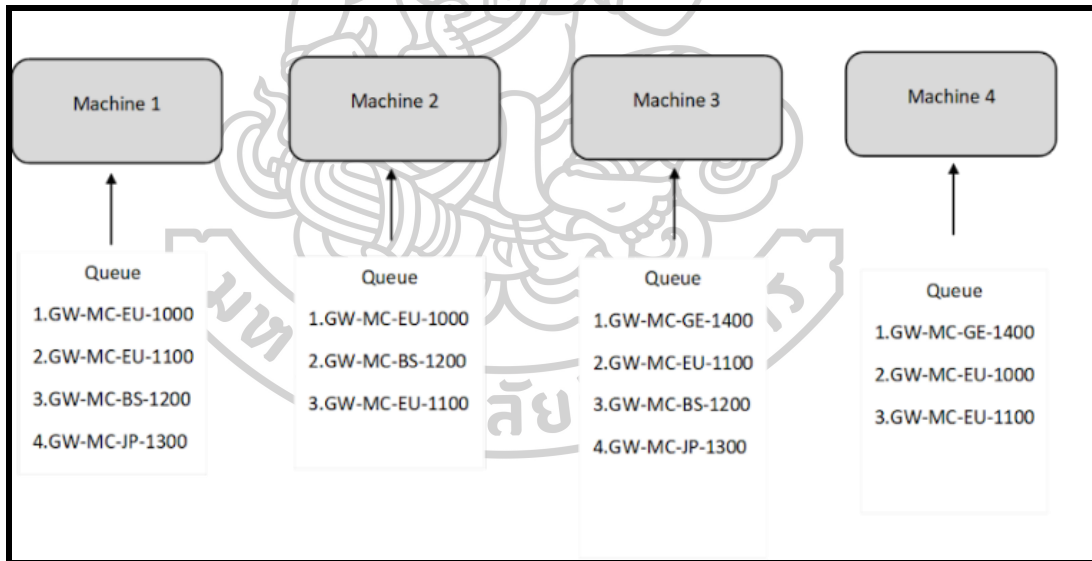 Machine 1
Machine 2
Machine 3
Machine 4
Queue
1.GW-MC-EU-1000
2.GW-MC-EU-1100
3.GW-MC-BS-1200
4.GW-MC-JP-1300
Queue
1.GW-MC-EU-1000
2.GW-MC-BS-1200
3.GW-MC-EU-1100
Queue
1.GW-MC-GE-1400
2.GW-MC-EU-1100
3.GW-MC-BS-1200
4.GW-MC-JP-1300
Queue
1.GW-MC-GE-1400
2.GW-MC-EU-1000
3.GW-MC-EU-1100